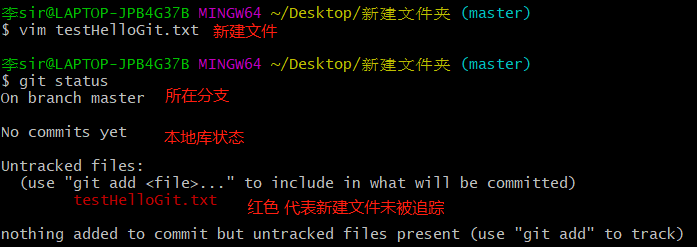 李sir@LAPTOP-JPB4G37B MINGW64 ~/Desktop/新建文件夹 (master)
$ vim testHelloGit.txt 新建文件
李sir@LAPTOP-JPB4G37B MINGW64 ~/Desktop/新建文件夹 (master)
$ git status
On branch master 所在分支
No commits yet 本地库状态
Untracked files:
(use "git add <file>..." to include in what will be committed)
testHelloGit.txt 红色 代表新建文件未被追踪
nothing added to commit but untracked files present (use "git add" to track)